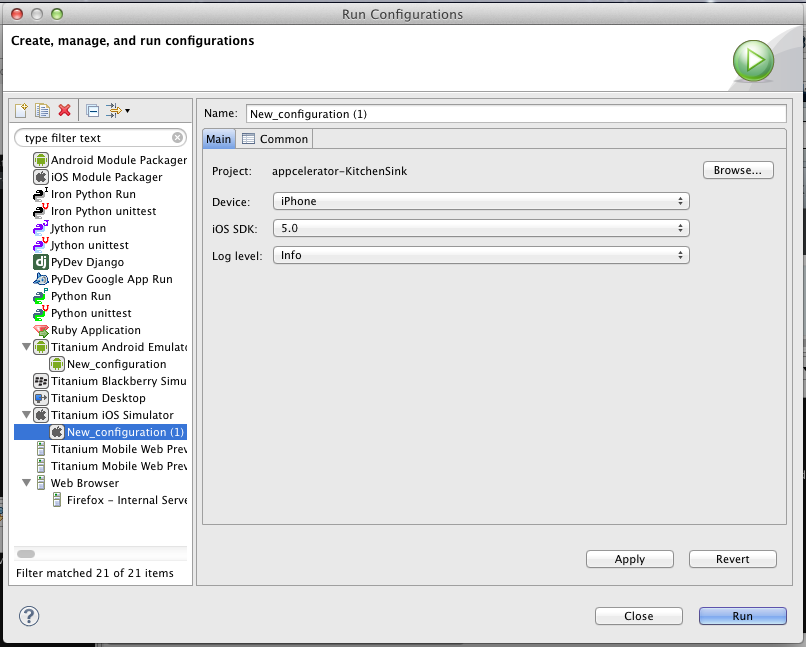 Run Configurations
Create, manage, and run configurations
type filter text
Android Module Packager
iOS Module Packager
Iron Python Run
Iron Python unittest
Jython run
Jython unittest
dj PyDev Django
PyDev Google App Run
Python Run
Python unittest
Ruby Application
Titanium Android Emulato
New_configuration
Titanium Blackberry Simu
Titanium Desktop
Titanium iOS Simulator
New_configuration (1)
Titanium Mobile Web Prev
Titanium Mobile Web Prev
Web Browser
Firefox – Internal Serve
Filter matched 21 of 21 items
Name: New_configuration (1)
Main Common
Project: appcelerator-KitchenSink Browse...
Device: iPhone
iOS SDK: 5.0
Log level: Info
Apply Revert
? Close Run